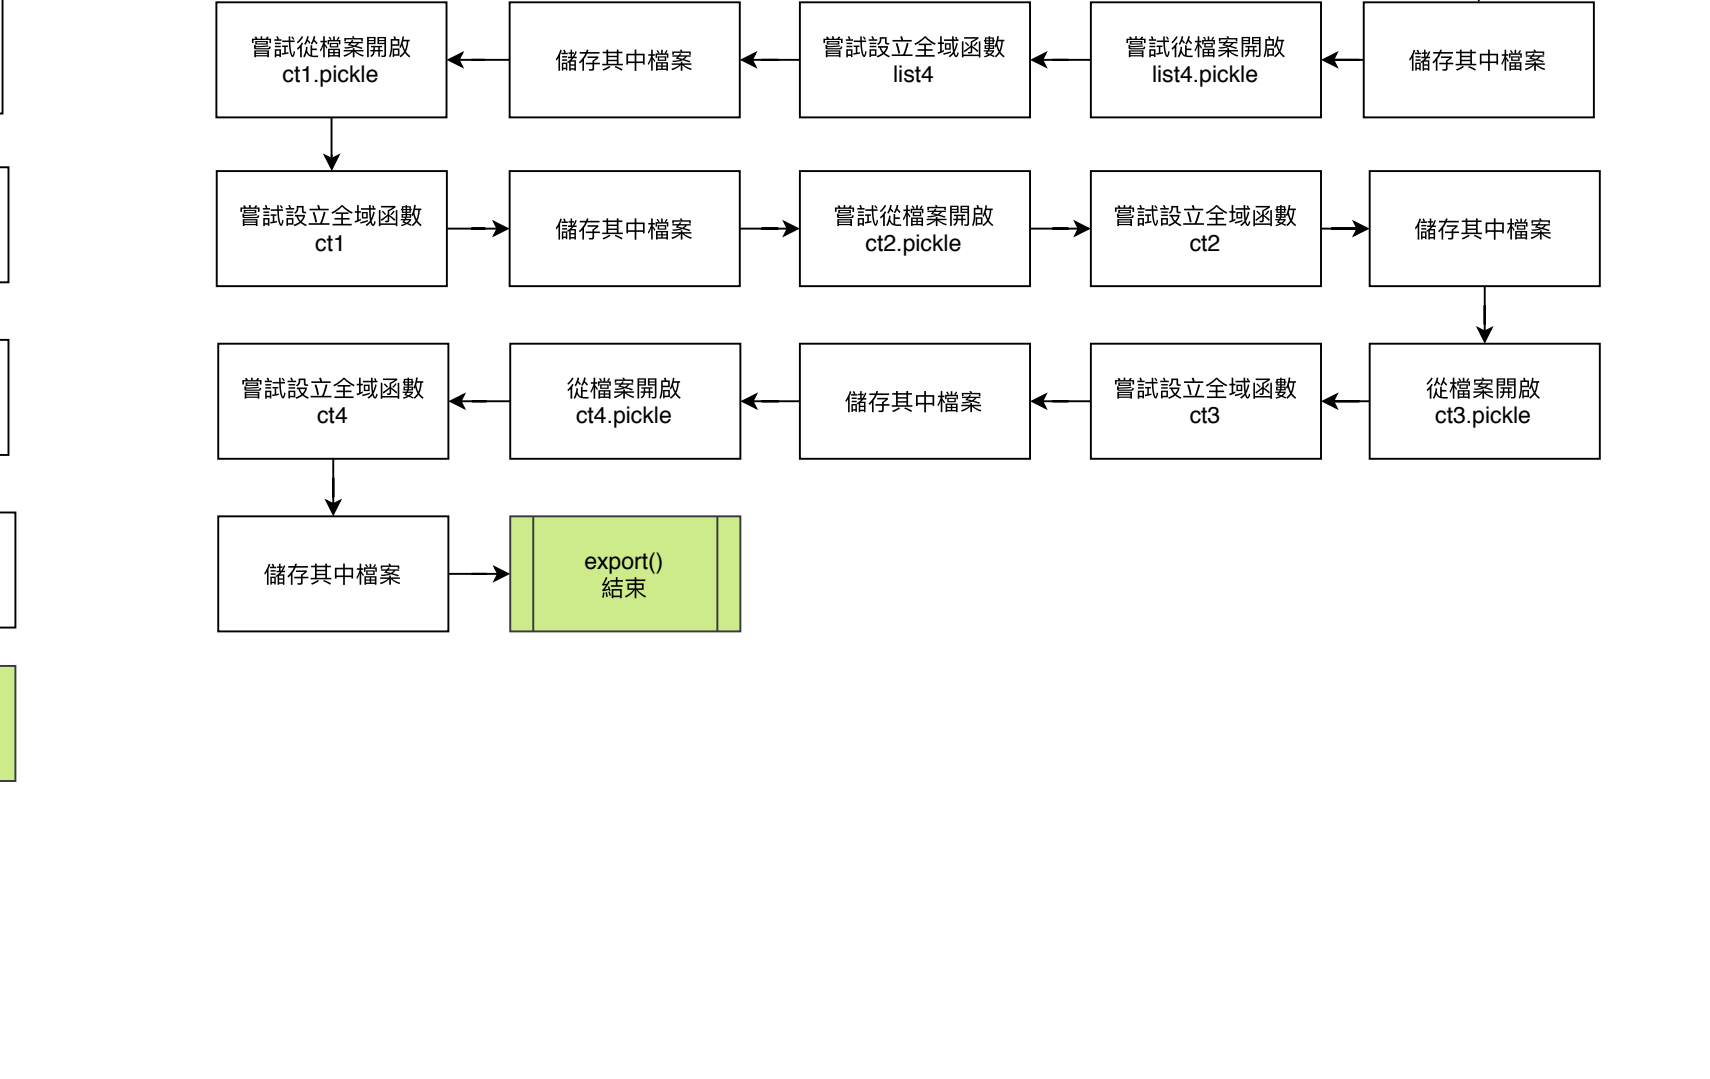 嘗試從檔案開啟
ct1.pickle
儲存其中檔案
嘗試設立全域函數
list4
嘗試從檔案開啟
list4.pickle
儲存其中檔案
嘗試設立全域函數
ct1
儲存其中檔案
嘗試從檔案開啟
ct2.pickle
嘗試設立全域函數
ct2
儲存其中檔案
嘗試設立全域函數
ct4
從檔案開啟
ct4.pickle
儲存其中檔案
嘗試設立全域函數
ct3
從檔案開啟
ct3.pickle
儲存其中檔案
export()
結束